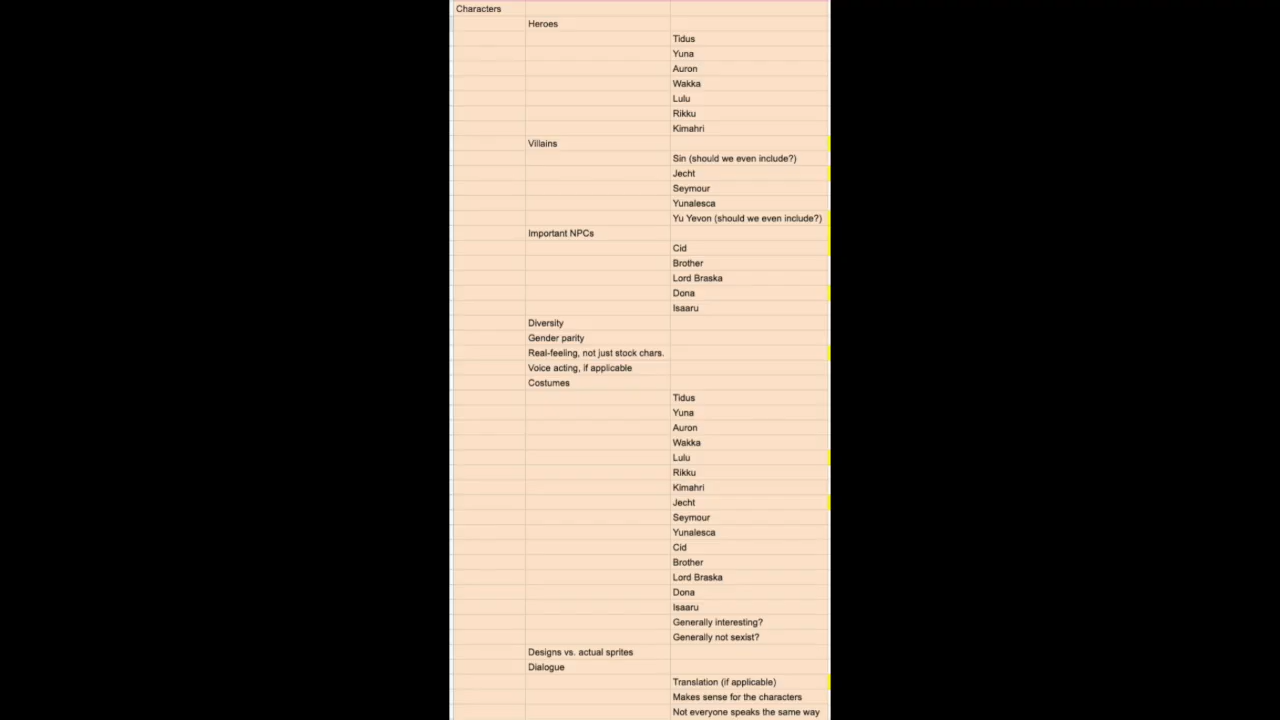 Characters
Heroes
Tidus
Yuna
Auron
Wakka
Lulu
Rikku
Kimahri
Villains
Sin (should we even include?)
Jecht
Seymour
Yunalesca
Yu Yevon (should we even include?)
Important NPCs
Cid
Brother
Lord Braska
Dona
Isaaru
Diversity
Gender parity
Real-feeling, not just stock chars.
Voice acting, if applicable
Costumes
Tidus
Yuna
Auron
Wakka
Lulu
Rikku
Kimahri
Jecht
Seymour
Yunalesca
Cid
Brother
Lord Braska
Dona
Isaaru
Generally interesting?
Generally not sexist?
Designs vs. actual sprites
Dialogue
Translation (if applicable)
Makes sense for the characters
Not everyone speaks the same way